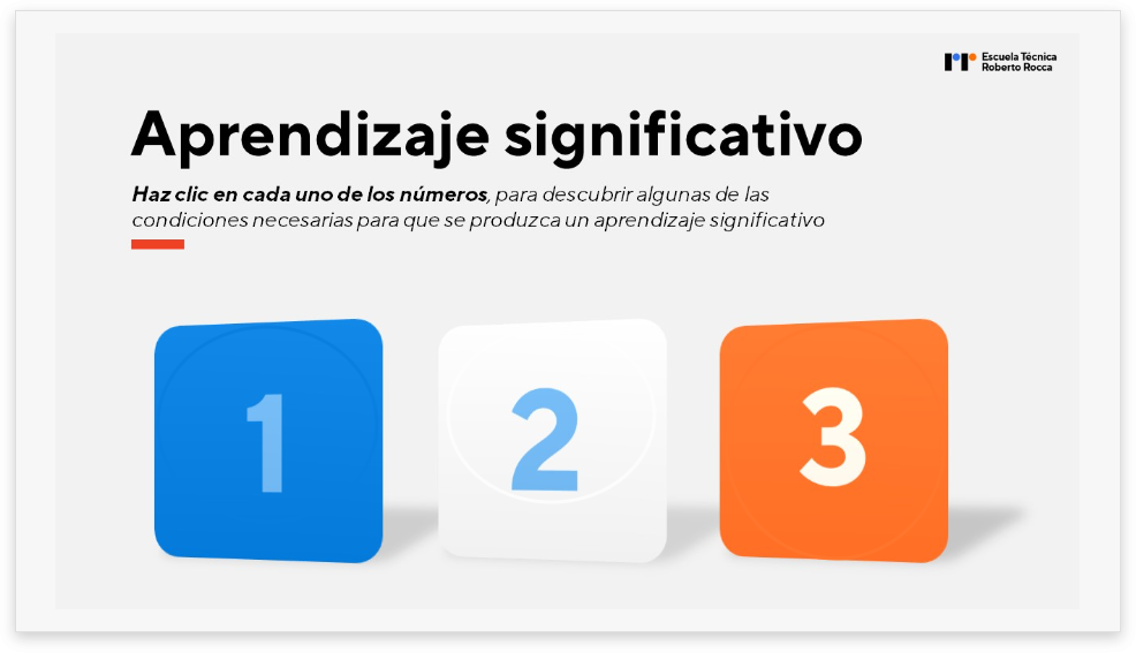 Escuela Técnica
Roberto Rocca
Aprendizaje significativo
Haz clic en cada uno de los números, para descubrir algunas de las
condiciones necesarias para que se produzca un aprendizaje significativo
1
2
3